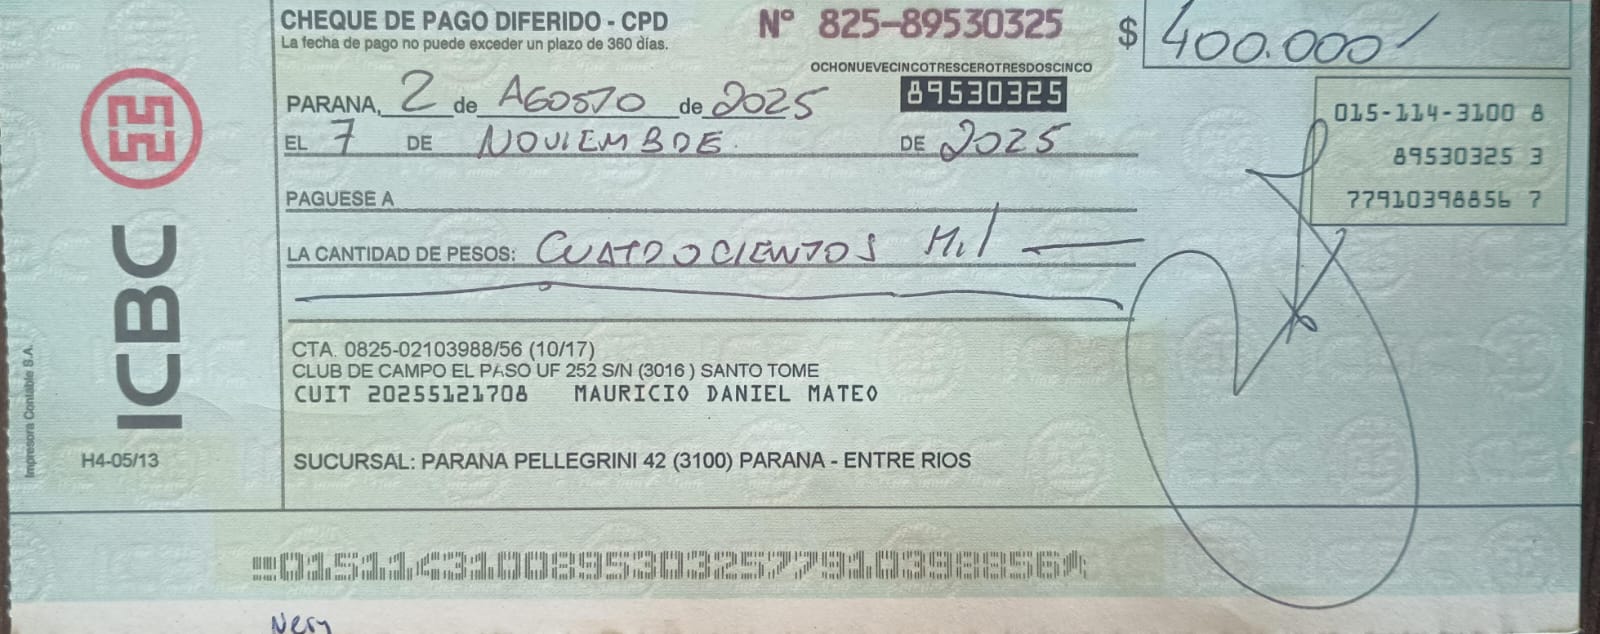 CHEQUE DE PAGO DIFERIDO - CPD
La fecha de pago no puede exceder un plazo de 360 días.
Nº 825-89530325
$ 400.000
OCHONUEVECINCOTRESCEROTRESDOSCINCO
89530325
PARANA, 2 de AGOSTO de 2025
EL 7 DE NOVIEMBRE DE 2025
015-114-3100 8
89530325 3
77910398856 7
PAGUESE A
LA CANTIDAD DE PESOS: CUATROCIENTOS Mil
CTA. 0825-02103988/56 (10/17)
CLUB DE CAMPO EL PASO UF 252 S/N (3016 ) SANTO TOME
CUIT 20255121708 MAURICIO DANIEL MATEO
SUCURSAL: PARANA PELLEGRINI 42 (3100) PARANA - ENTRE RIOS
ICBC
H4-05/13
Impresora Contable S.A.
01511431008953032577910398856
Nery